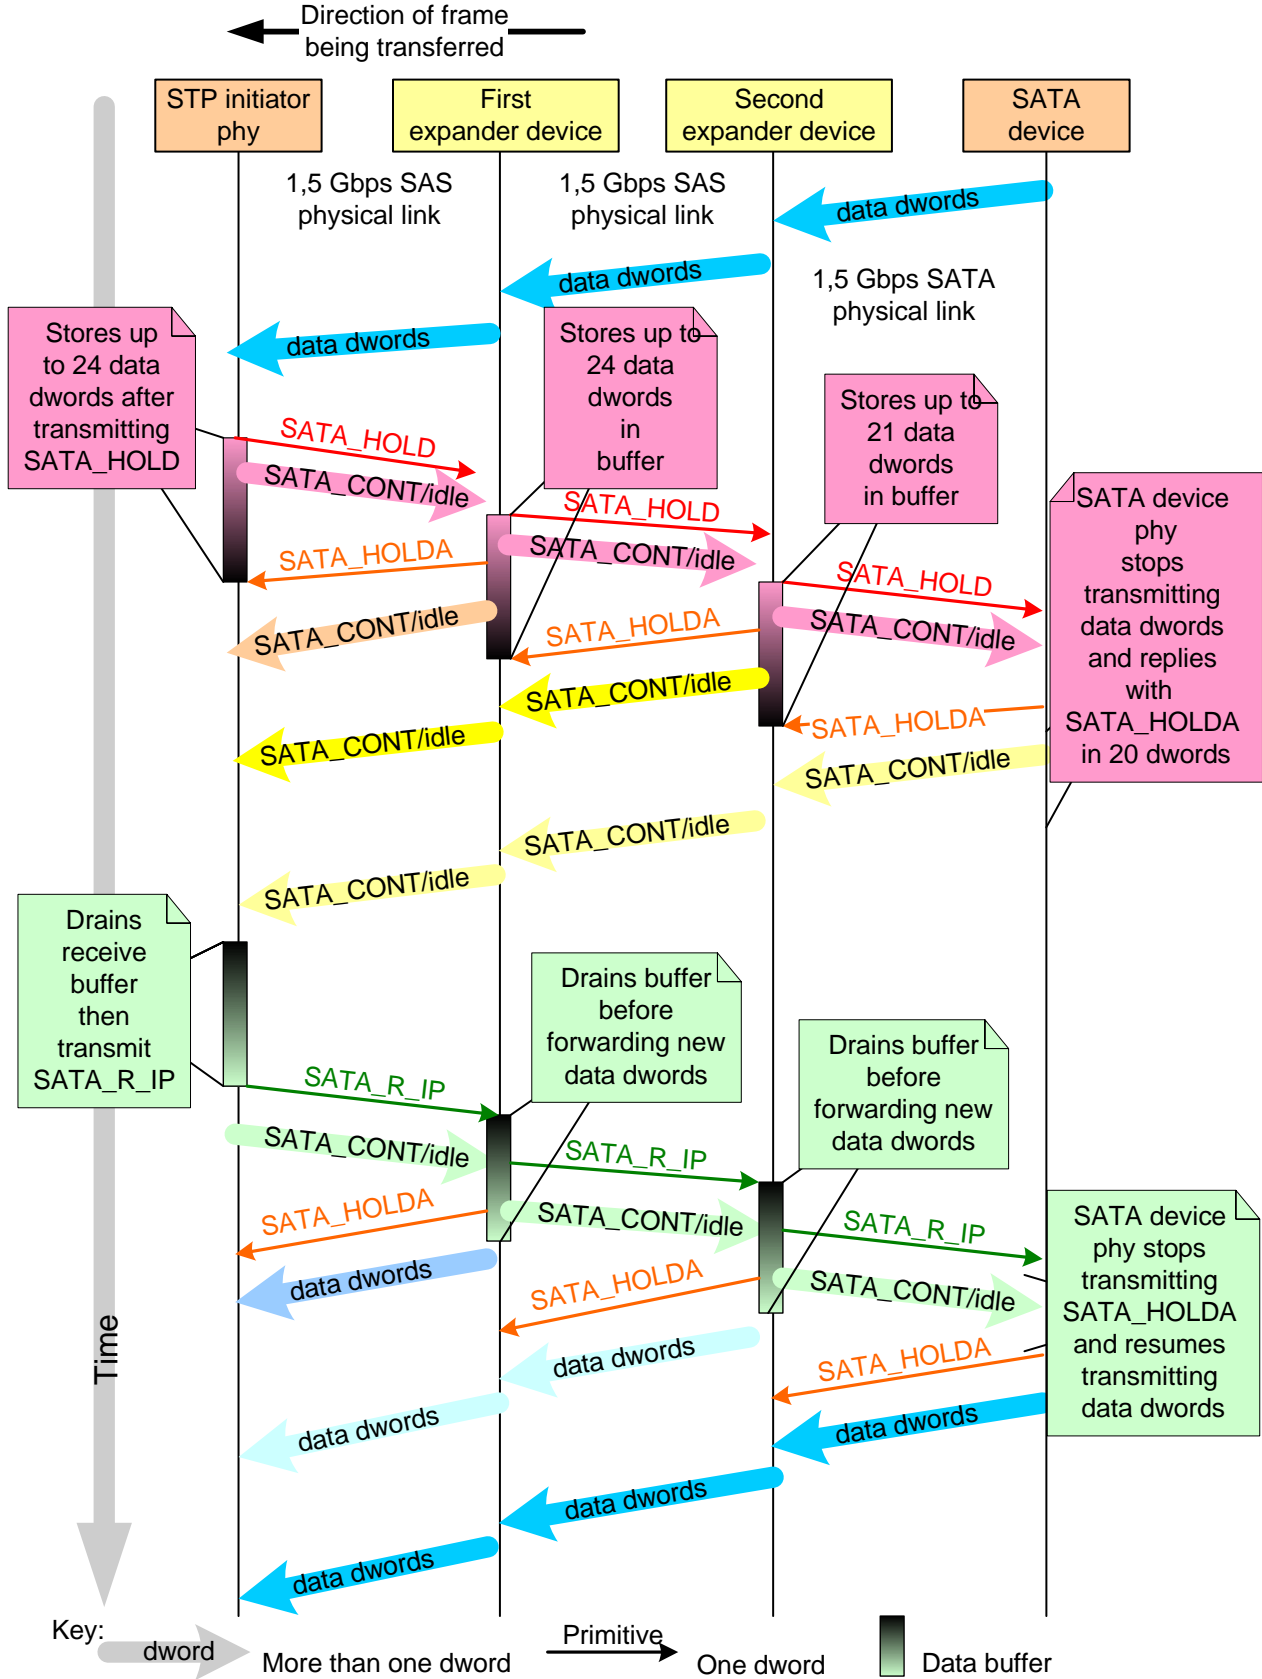 Direction of frame
being transferred
STP initiator
phy
First
expander device
Second
expander device
SATA
device
1,5 Gbps SAS
physical link
1,5 Gbps SAS
physical link
data dwords
data dwords
1,5 Gbps SATA
physical link
data dwords
Stores up
to 24 data
dwords after
transmitting
SATA_HOLD
Stores up to
24 data
dwords
in
buffer
Stores up to
21 data
dwords
in buffer
SATA device
phy
stops
transmitting
data dwords
and replies
with
SATA_HOLDA
in 20 dwords
SATA_HOLD
SATA_CONT/idle
SATA_HOLD
SATA_CONT/idle
SATA_HOLDA
SATA_HOLD
SATA_CONT/idle
SATA_CONT/idle
SATA_HOLDA
SATA_CONT/idle
SATA_HOLDA
SATA_CONT/idle
SATA_CONT/idle
SATA_CONT/idle
SATA_CONT/idle
Drains
receive
buffer
then
transmit
SATA_R_IP
Drains buffer
before
forwarding new
data dwords
Drains buffer
before
forwarding new
data dwords
SATA_R_IP
SATA_CONT/idle
SATA_R_IP
SATA_HOLDA
SATA_CONT/idle
SATA_R_IP
SATA device
phy stops
transmitting
SATA_HOLDA
and resumes
transmitting
data dwords
data dwords
SATA_HOLDA
SATA_CONT/idle
data dwords
SATA_HOLDA
data dwords
data dwords
data dwords
data dwords
Time
Key:
dword
More than one dword
Primitive
One dword
Data buffer